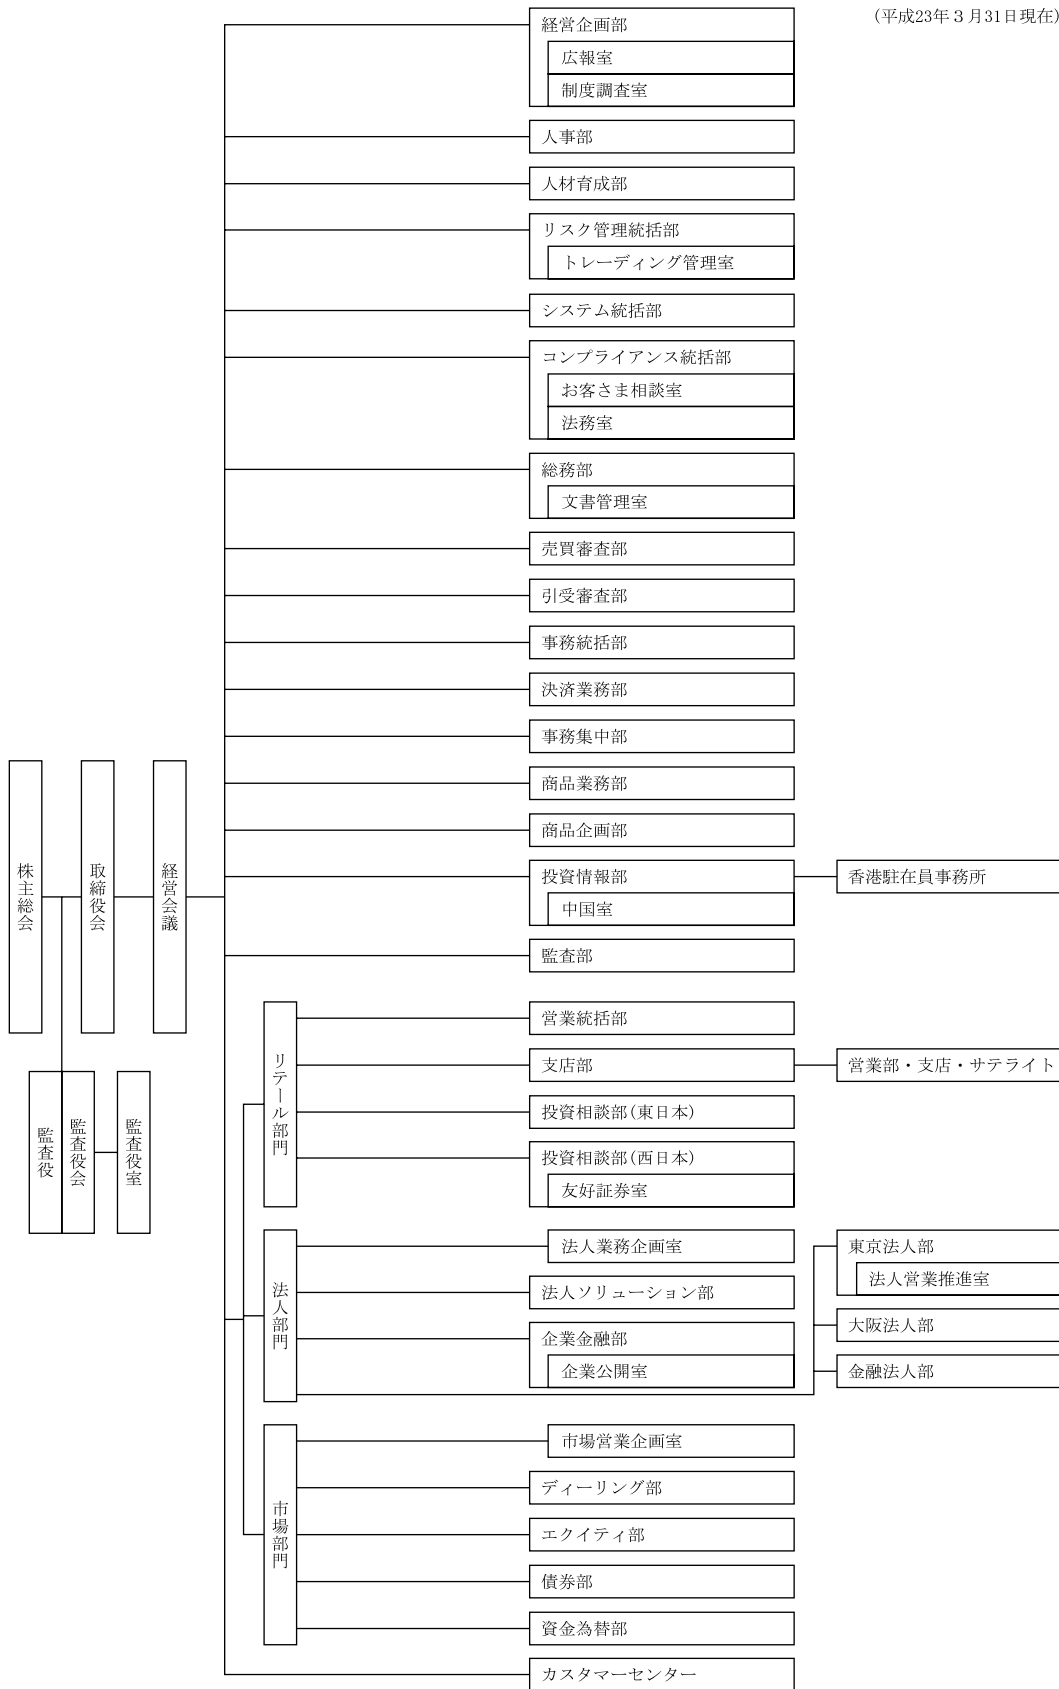 (平成23年３月31日現在)
株主総会
取締役会
経営会議
監査役
監査役会
監査役室
経営企画部
広報室
制度調査室
人事部
人材育成部
リスク管理統括部
トレーディング管理室
システム統括部
コンプライアンス統括部
お客さま相談室
法務室
総務部
文書管理室
売買審査部
引受審査部
事務統括部
決済業務部
事務集中部
商品業務部
商品企画部
投資情報部
中国室
香港駐在員事務所
監査部
リテール部門
営業統括部
支店部
営業部・支店・サテライト
投資相談部(東日本)
投資相談部(西日本)
友好証券室
法人部門
法人業務企画室
法人ソリューション部
企業金融部
企業公開室
東京法人部
法人営業推進室
大阪法人部
金融法人部
市場部門
市場営業企画室
ディーリング部
エクイティ部
債券部
資金為替部
カスタマーセンター